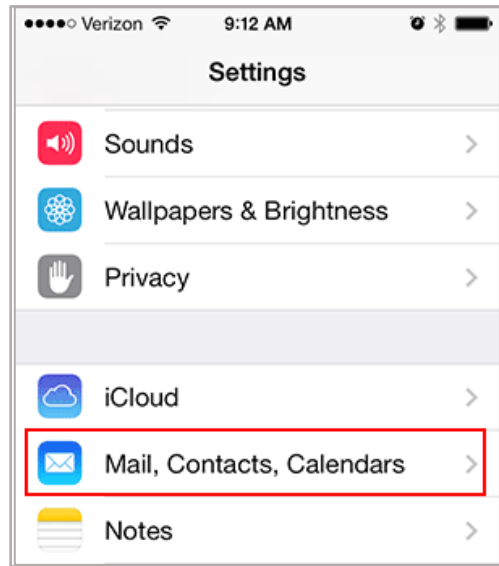 Verizon 9:12 AM
Settings
Sounds
Wallpapers & Brightness
Privacy
iCloud
Mail, Contacts, Calendars
Notes